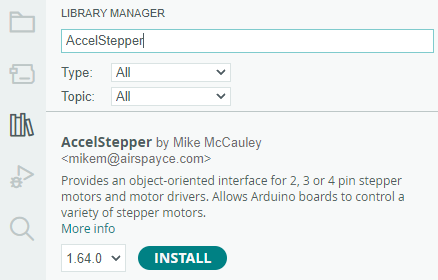 LIBRARY MANAGER
AccelStepper
Type: All
Topic: All
AccelStepper by Mike McCauley
<mikem@airspayce.com>
Provides an object-oriented interface for 2, 3 or 4 pin stepper
motors and motor drivers. Allows Arduino boards to control a
variety of stepper motors.
More info
1.64.0 INSTALL